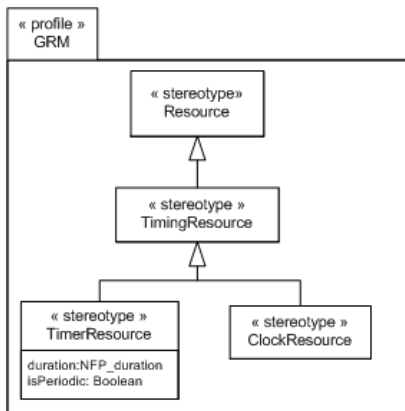 « profile »
GRM
« stereotype»
Resource
« stereotype »
TimingResource
« stereotype »
TimerResource
duration:NFP_duration
isPeriodic: Boolean
« stereotype »
ClockResource